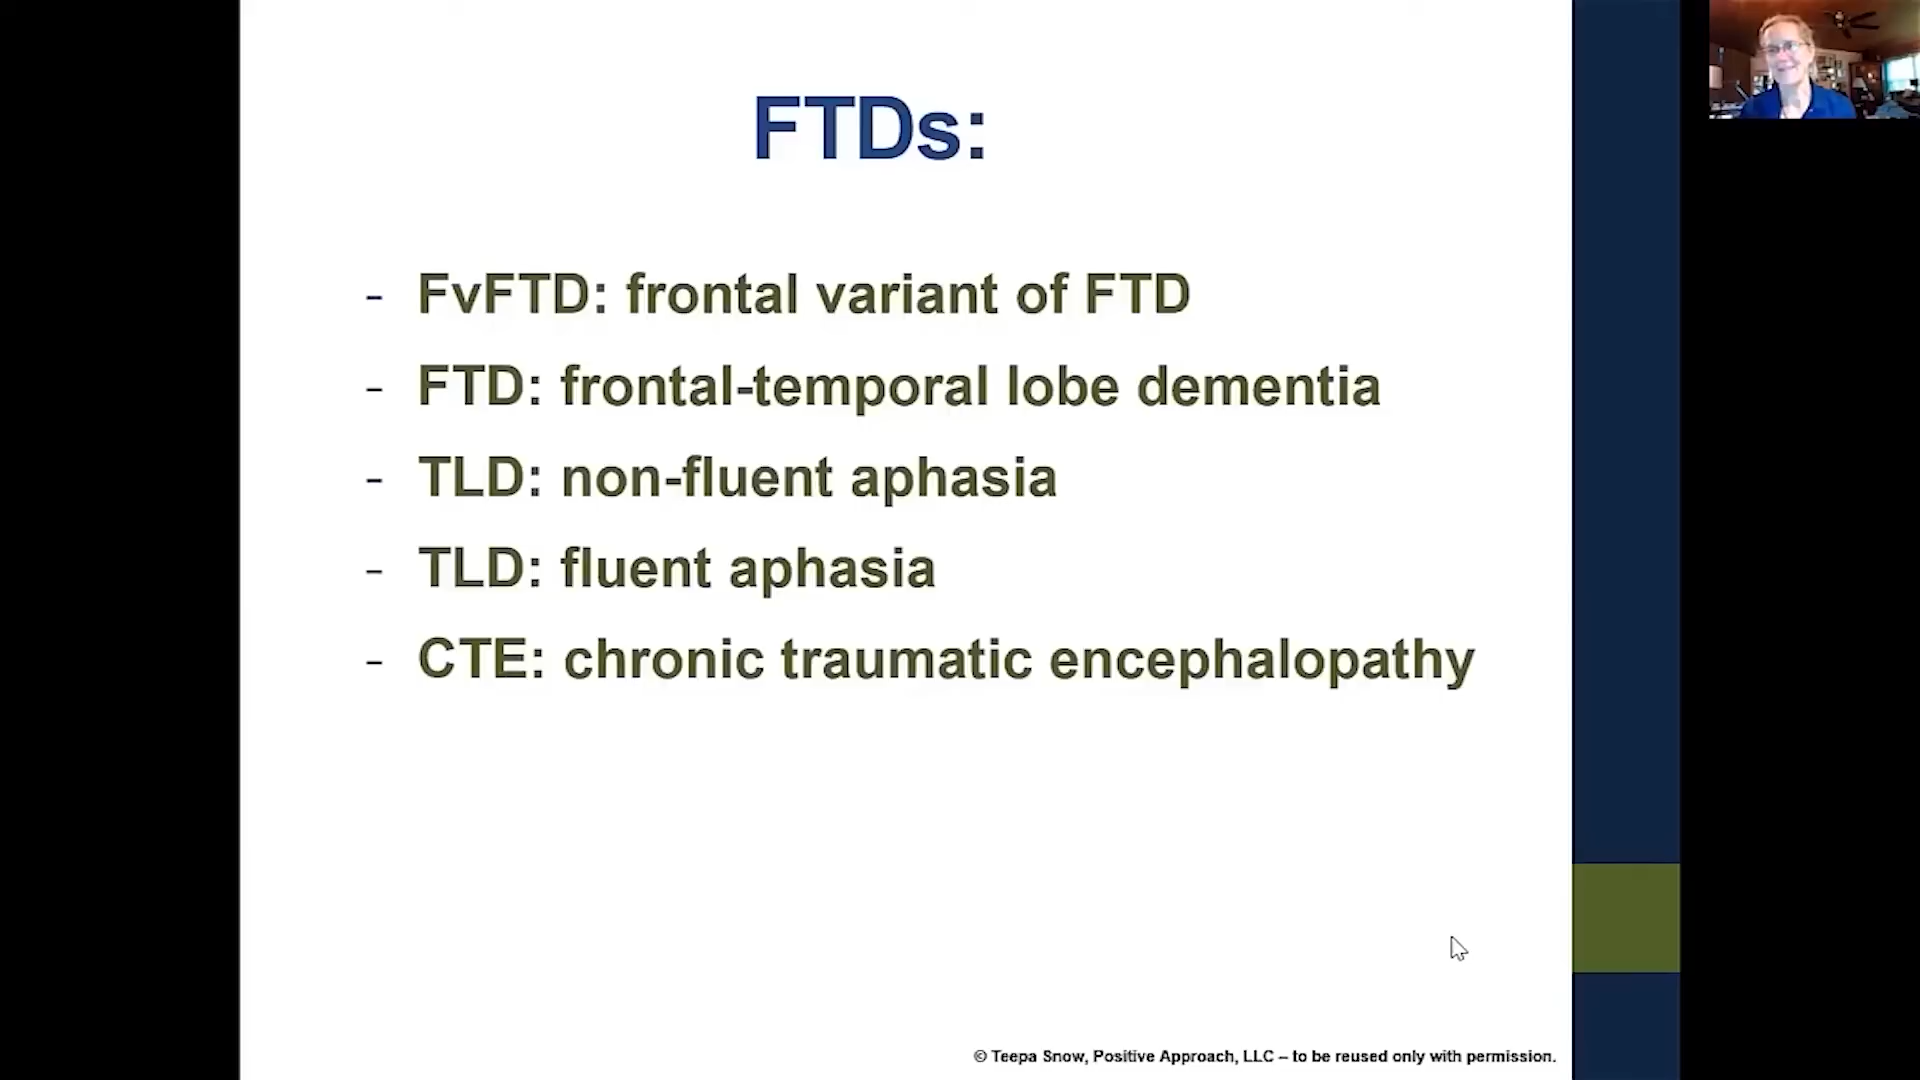 FTDs:
- FvFTD: frontal variant of FTD
- FTD: frontal-temporal lobe dementia
- TLD: non-fluent aphasia
- TLD: fluent aphasia
- CTE: chronic traumatic encephalopathy
© Teepa Snow, Positive Approach, LLC – to be reused only with permission.